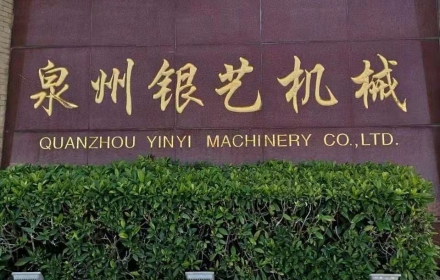 泉州银艺机械
QUANZHOU YINYI MACHINERY CO.,LTD.